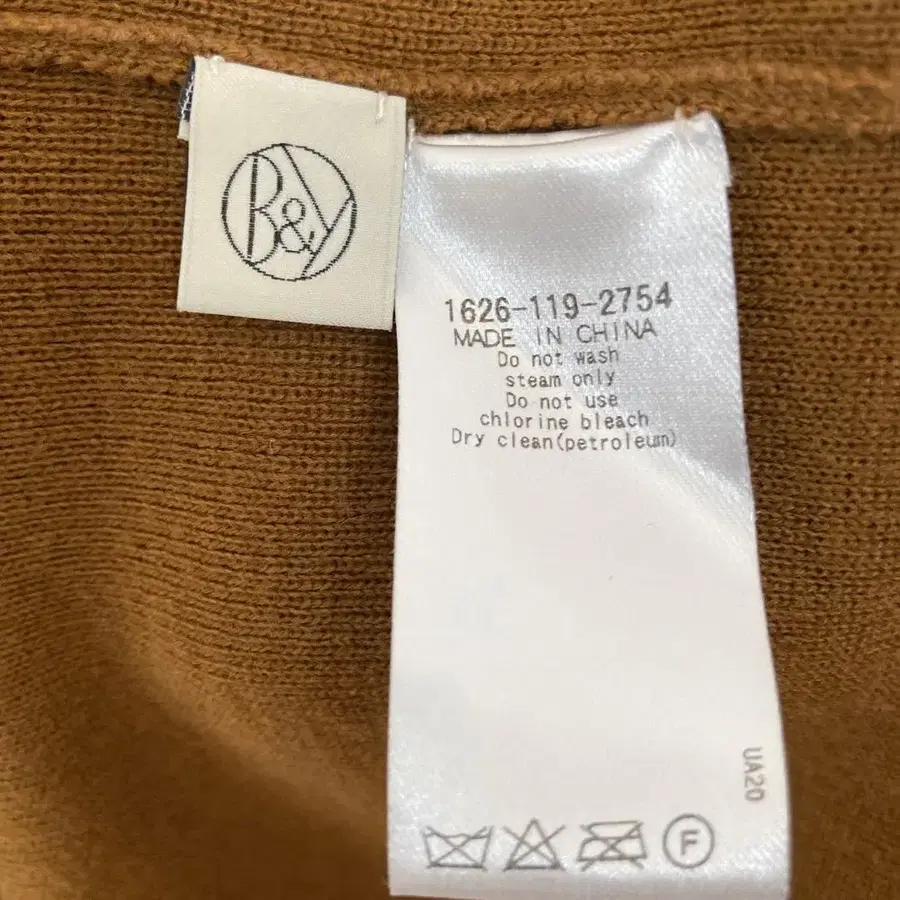 B&Y
1626-119-2754
MADE IN CHINA
Do not wash
steam only
Do not use
chlorine bleach
Dry clean(petroleum)
UA20
F